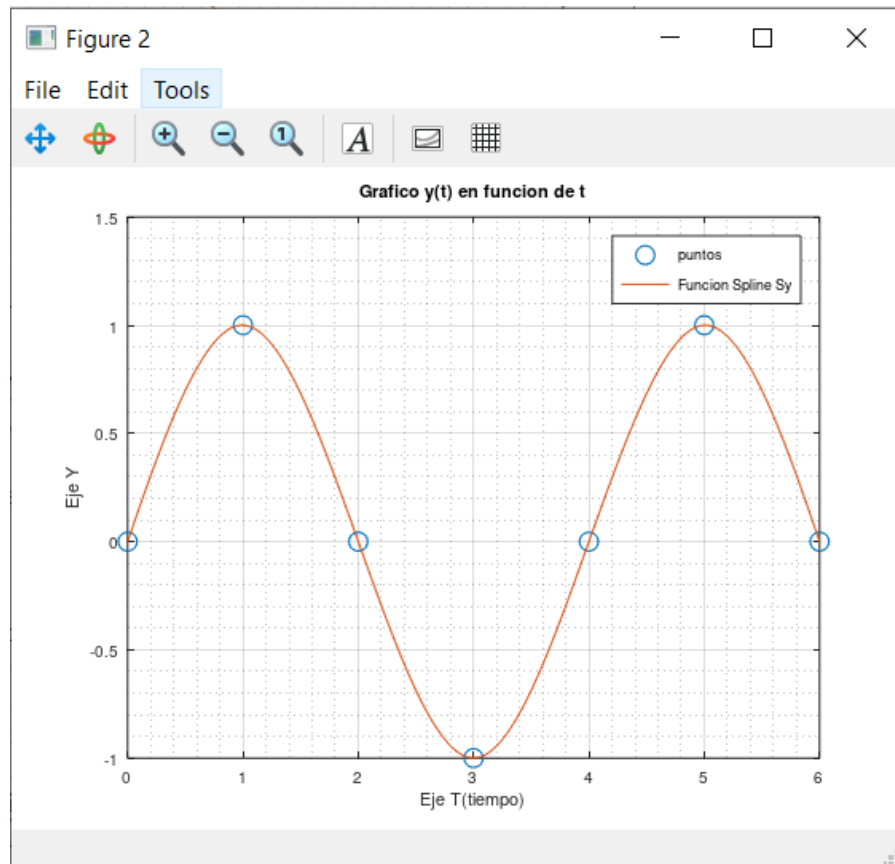 Figure 2
File Edit Tools
1
A
Grafico y(t) en funcion de t
1.5
1
0.5
0
-0.5
-1
Eje Y
puntos
Funcion Spline Sy
0 1 2 3 4 5 6
Eje T(tiempo)